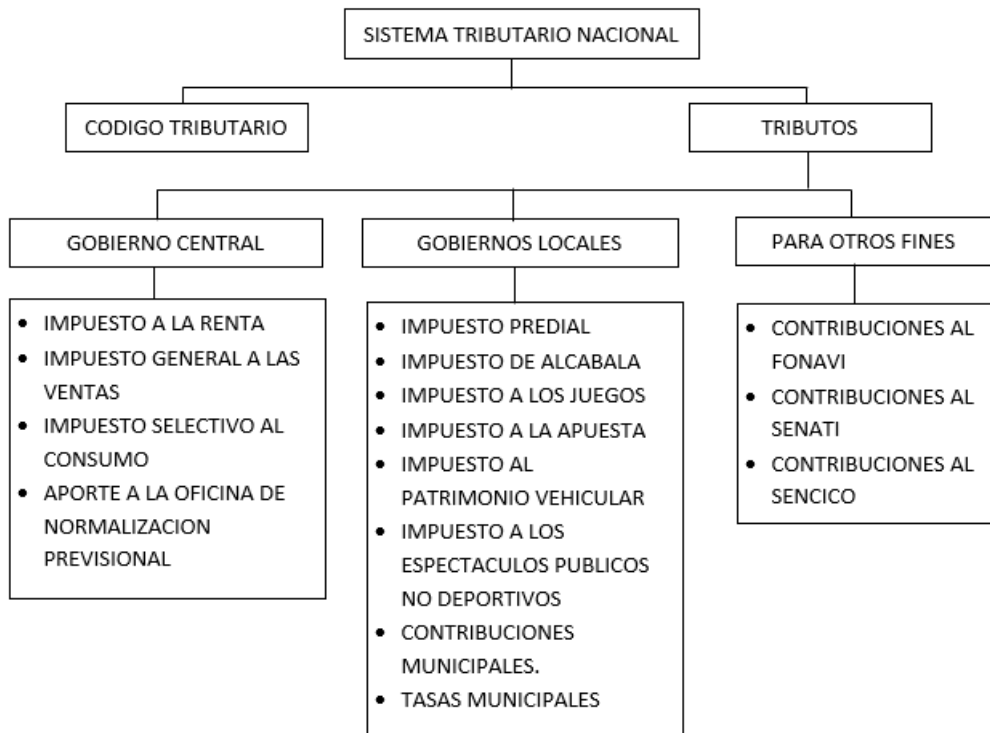 SISTEMA TRIBUTARIO NACIONAL
CODIGO TRIBUTARIO
TRIBUTOS
GOBIERNO CENTRAL
GOBIERNOS LOCALES
PARA OTROS FINES
• IMPUESTO A LA RENTA
• IMPUESTO GENERAL A LAS
VENTAS
• IMPUESTO SELECTIVO AL
CONSUMO
• APORTE A LA OFICINA DE
NORMALIZACION
PREVISIONAL
• IMPUESTO PREDIAL
• IMPUESTO DE ALCABALA
• IMPUESTO A LOS JUEGOS
• IMPUESTO A LA APUESTA
• IMPUESTO AL
PATRIMONIO VEHICULAR
• IMPUESTO A LOS
ESPECTACULOS PUBLICOS
NO DEPORTIVOS
• CONTRIBUCIONES
MUNICIPALES.
• TASAS MUNICIPALES
• CONTRIBUCIONES AL
FONAVI
• CONTRIBUCIONES AL
SENATI
• CONTRIBUCIONES AL
SENCICO